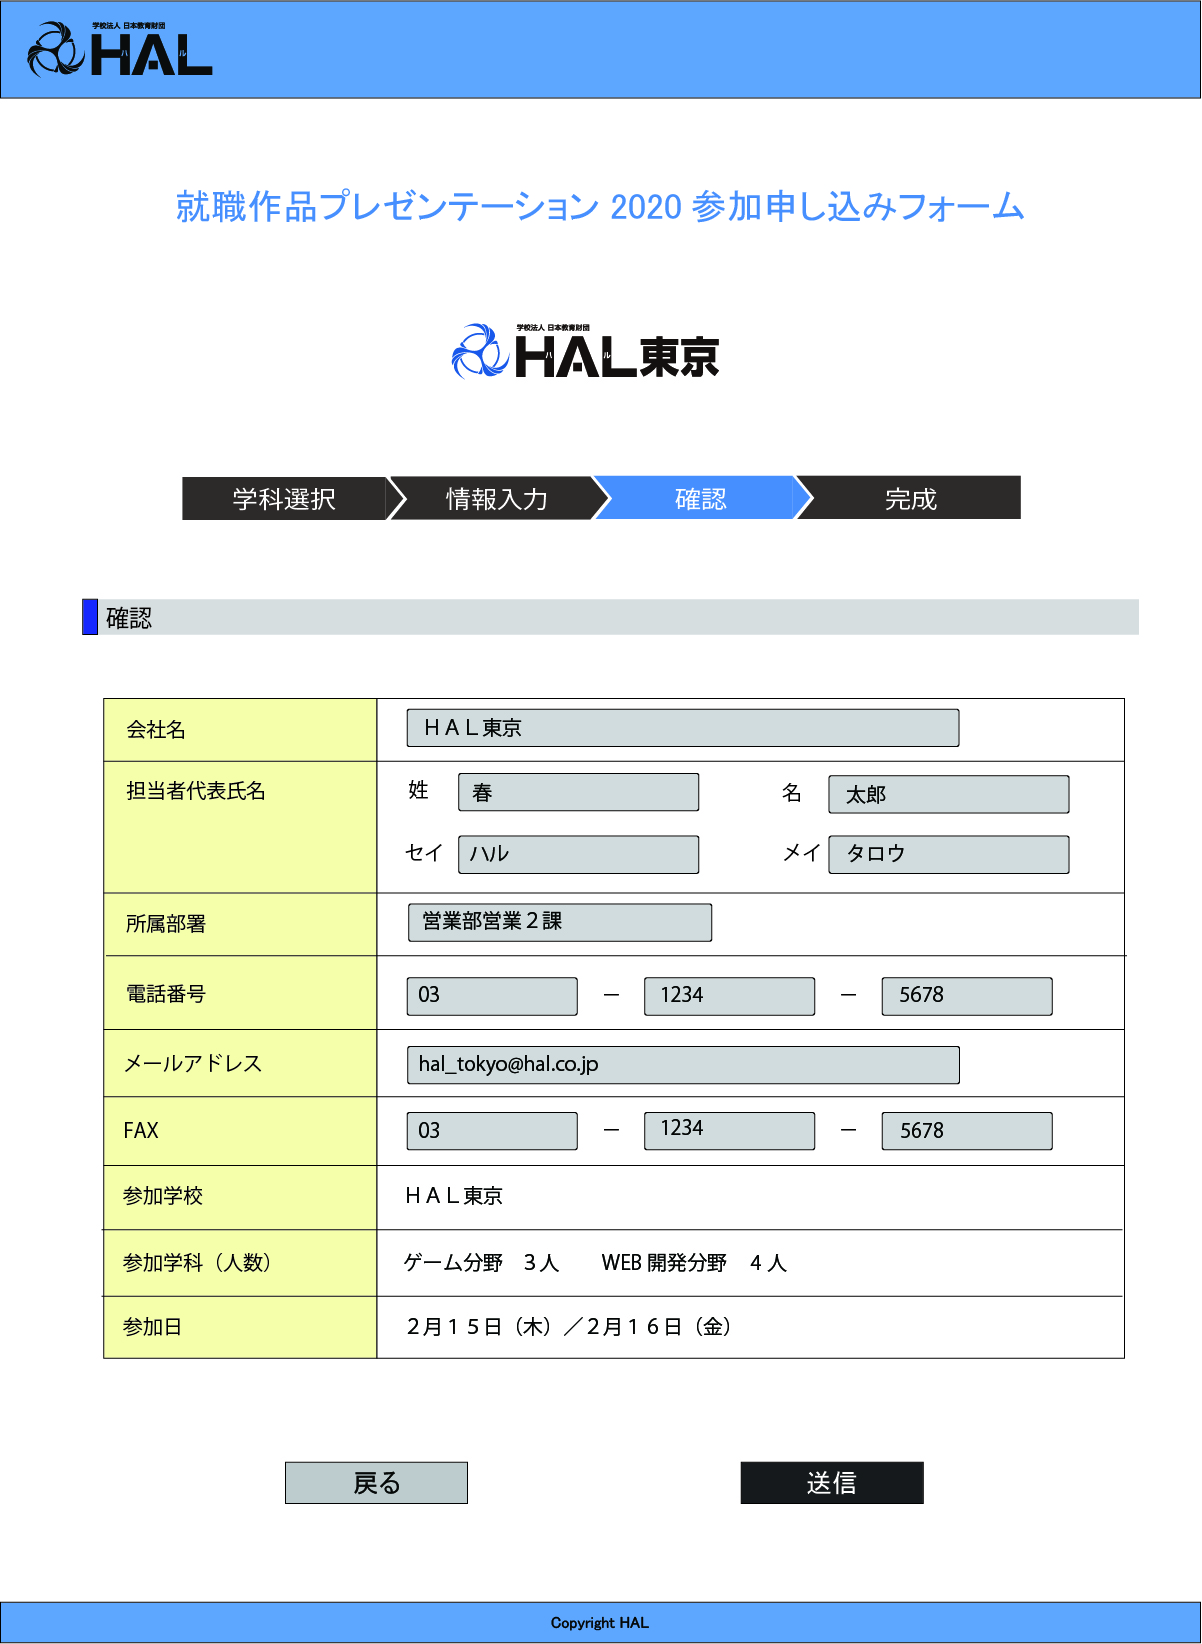 学校法人 日本教育財団
HAL
ハ ル
就職作品プレゼンテーション 2020 参加申し込みフォーム
学校法人 日本教育財団
HAL東京
ハ ル
学科選択 情報入力 確認 完成
確認
会社名 ＨＡＬ東京
担当者代表氏名 姓 春 名 太郎
セイ ハル メイ タロウ
所属部署 営業部営業２課
電話番号 03 － 1234 － 5678
メールアドレス hal_tokyo@hal.co.jp
FAX 03 － 1234 － 5678
参加学校 ＨＡＬ東京
参加学科（人数） ゲーム分野　３人　　WEB 開発分野　４人
参加日 ２月１５日（木）／２月１６日（金）
戻る 送信
Copyright HAL